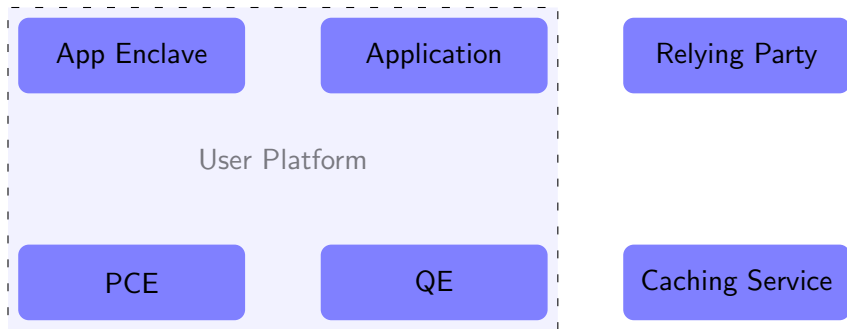 App Enclave
Application
Relying Party
User Platform
PCE
QE
Caching Service